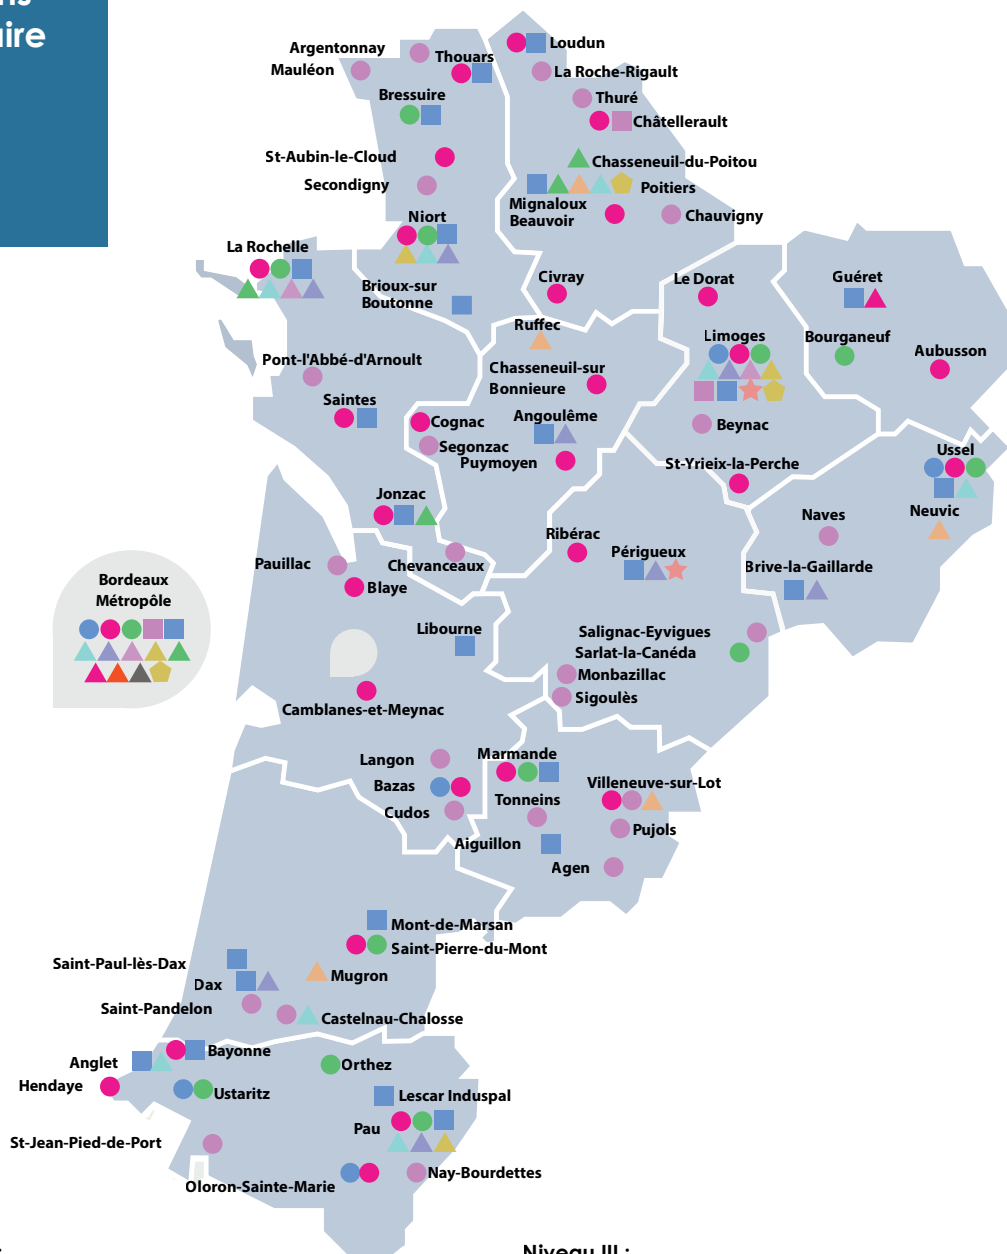 aire
Argentonnay
Mauléon
Thouars
Loudun
La Roche-Rigault
Bressuire
Thuré
Châtellerault
St-Aubin-le-Cloud
Chasseneuil-du-Poitou
Secondigny
Poitiers
Mignaloux
Beauvoir
Chauvigny
Niort
La Rochelle
Brioux-sur
Boutonne
Civray
Le Dorat
Guéret
Ruffec
Limoges
Bourganeuf
Aubusson
Pont-l'Abbé-d'Arnoult
Chasseneuil-sur
Bonnieure
Saintes
Cognac
Angoulême
Beynac
Segonzac
Puymoyen
St-Yrieix-la-Perche
Ussel
Jonzac
Naves
Neuvic
Ribérac
Périgueux
Pauillac
Chevanceaux
Brive-la-Gaillarde
Blaye
Bordeaux
Métropôle
Libourne
Salignac-Eyvigues
Sarlat-la-Canéda
Monbazillac
Sigoulès
Camblanes-et-Meynac
Langon
Marmande
Bazas
Villeneuve-sur-Lot
Cudos
Tonneins
Pujols
Aiguillon
Agen
Mont-de-Marsan
Saint-Pierre-du-Mont
Saint-Paul-lès-Dax
Dax
Mugron
Saint-Pandelon
Castelnau-Chalosse
Bayonne
Anglet
Orthez
Hendaye
Ustaritz
Lescar Induspal
Pau
St-Jean-Pied-de-Port
Nay-Bourdettes
Oloron-Sainte-Marie
Niveau III :